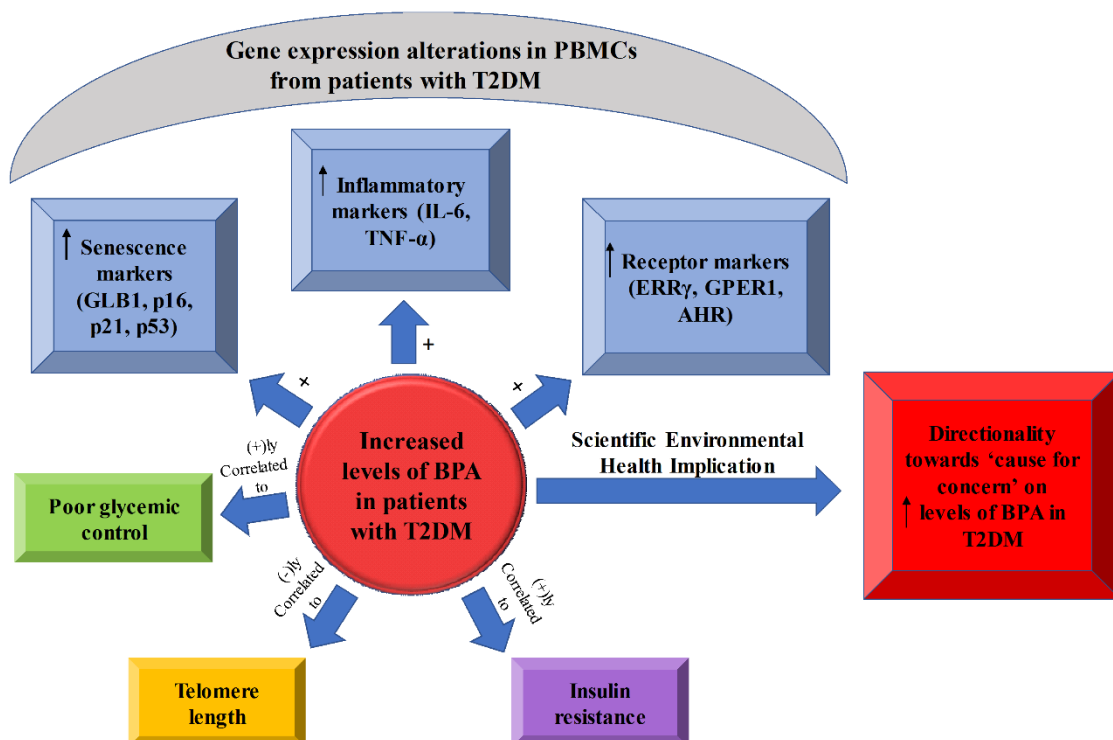 Gene expression alterations in PBMCs
from patients with T2DM
↑ Inflammatory
markers (IL-6,
TNF-α)
↑ Senescence
markers
(GLB1, p16,
p21, p53)
↑ Receptor markers
(ERRγ, GPER1,
AHR)
+
+
+
Increased
levels of BPA
in patients
with T2DM
Scientific Environmental
Health Implication
Directionality
towards ‘cause for
concern’ on
↑ levels of BPA in
T2DM
(+)ly
Correlated
to
Poor glycemic
control
(-)ly
Correlated
to
(+)ly
Correlated
to
Telomere
length
Insulin
resistance